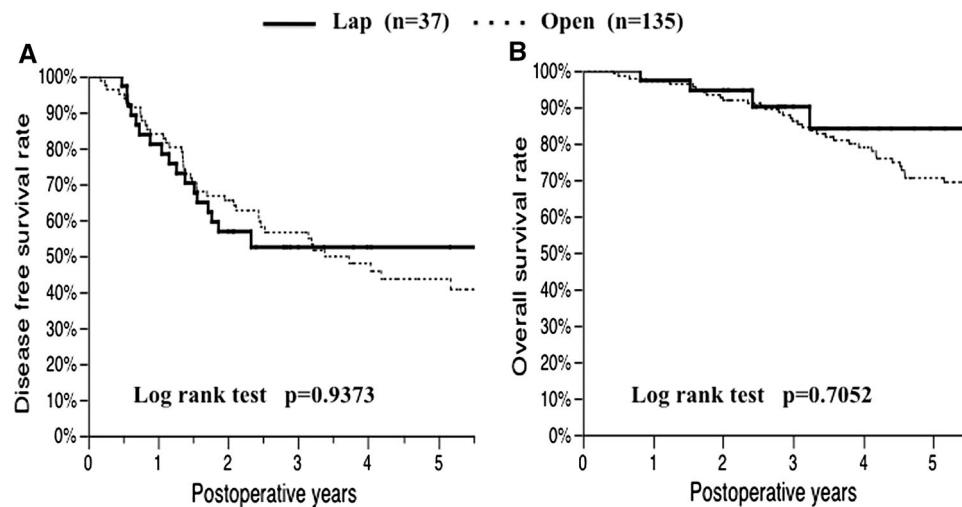 Lap (n=37) Open (n=135)
A
Disease free survival rate
100%
90%
80%
70%
60%
50%
40%
30%
20%
10%
0%
Log rank test p=0.9373
0 1 2 3 4 5
Postoperative years
B
Overall survival rate
100%
90%
80%
70%
60%
50%
40%
30%
20%
10%
0%
Log rank test p=0.7052
0 1 2 3 4 5
Postoperative years